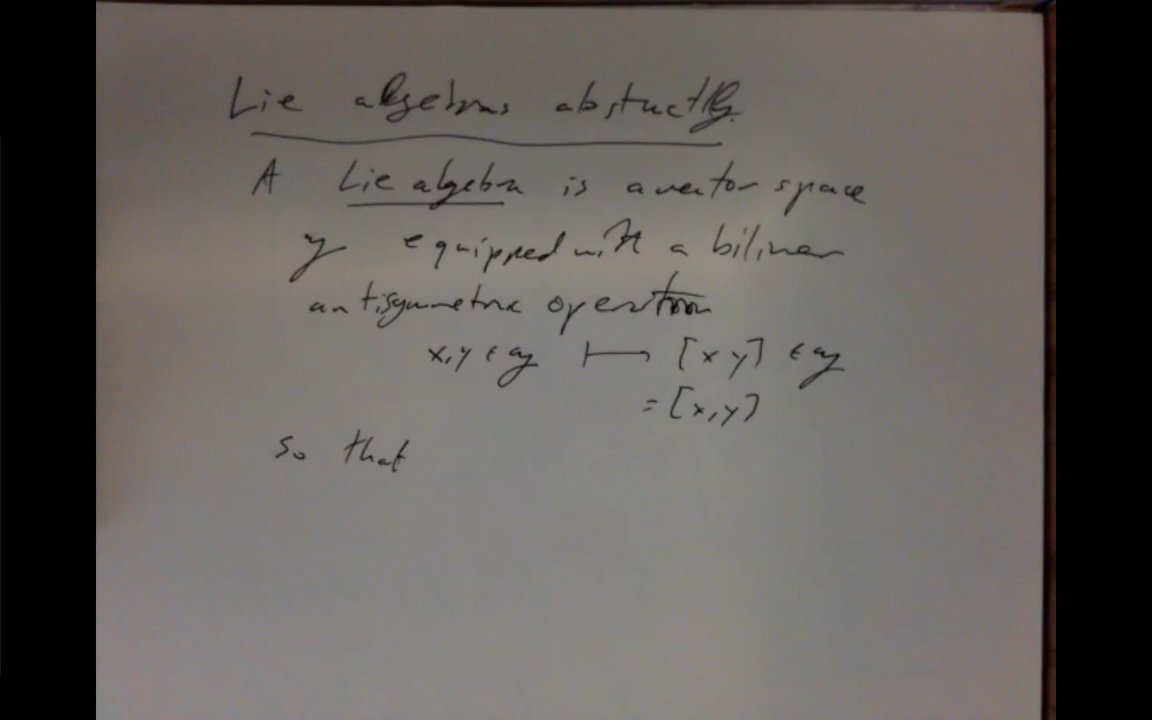 Lie algebras abstractly.
A Lie algebra is a vector space
𝔤 equipped with a bilinear
antisymmetric operation
x, y ∈ 𝔤 ⟼ [x y] ∈ 𝔤
= [x, y]
so that